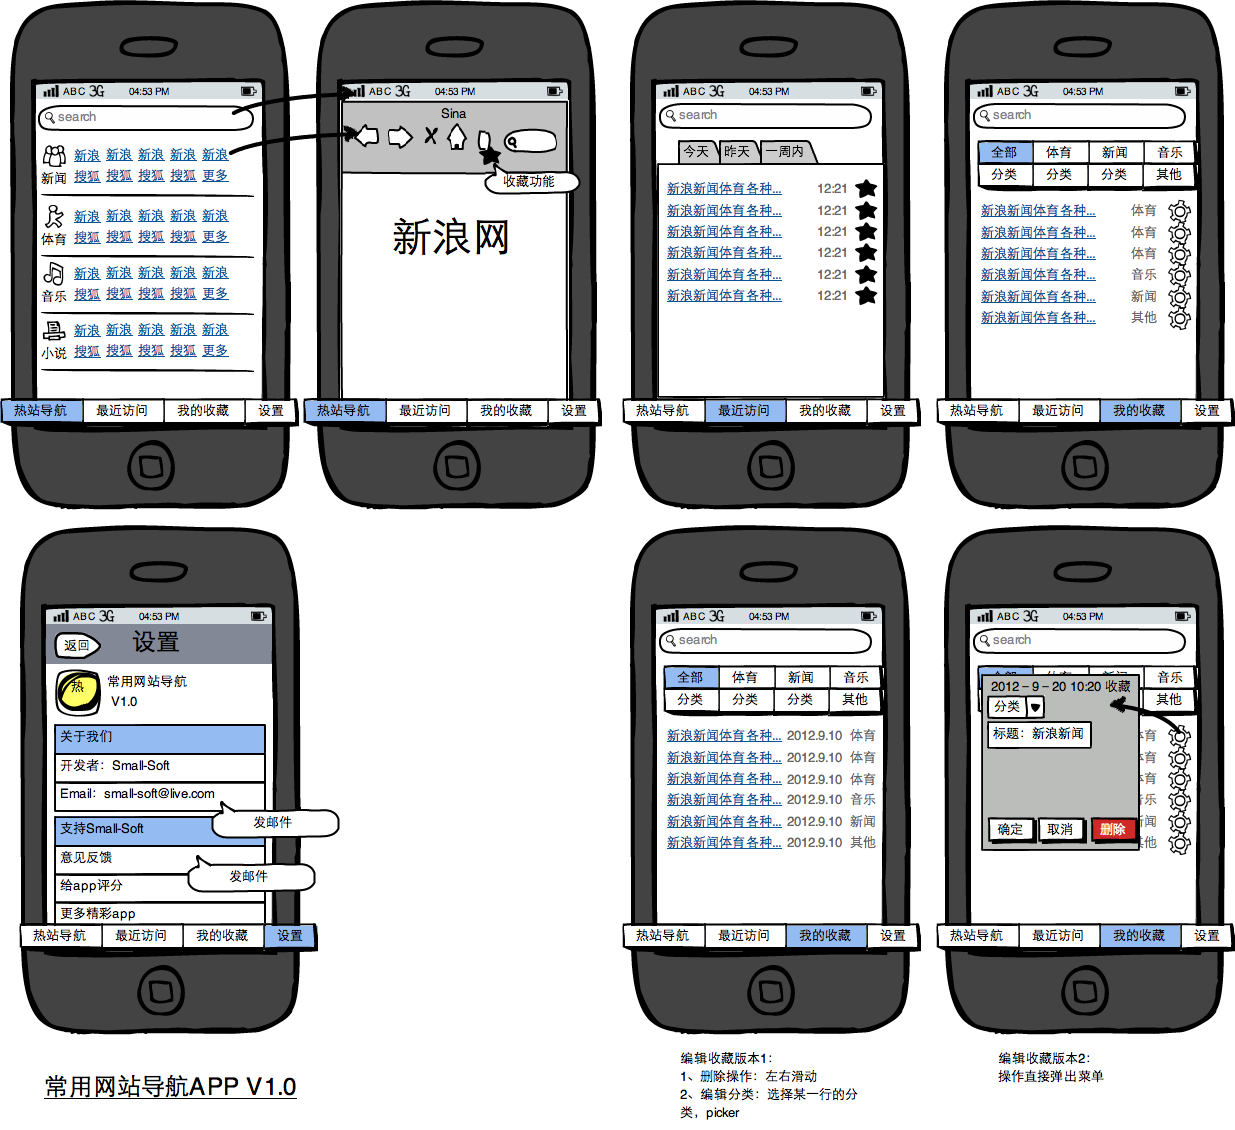 ABC 3G 04:53 PM
search
新闻
新浪 新浪 新浪 新浪 新浪
搜狐 搜狐 搜狐 搜狐 更多
体育
新浪 新浪 新浪 新浪 新浪
搜狐 搜狐 搜狐 搜狐 更多
音乐
新浪 新浪 新浪 新浪 新浪
搜狐 搜狐 搜狐 搜狐 更多
小说
新浪 新浪 新浪 新浪 新浪
搜狐 搜狐 搜狐 搜狐 更多
热站导航 最近访问 我的收藏 设置
ABC 3G 04:53 PM
Sina
收藏功能
新浪网
热站导航 最近访问 我的收藏 设置
ABC 3G 04:53 PM
search
今天 昨天 一周内
新浪新闻体育各种... 12:21
新浪新闻体育各种... 12:21
新浪新闻体育各种... 12:21
新浪新闻体育各种... 12:21
新浪新闻体育各种... 12:21
新浪新闻体育各种... 12:21
热站导航 最近访问 我的收藏 设置
ABC 3G 04:53 PM
search
全部 体育 新闻 音乐
分类 分类 分类 其他
新浪新闻体育各种... 体育
新浪新闻体育各种... 体育
新浪新闻体育各种... 体育
新浪新闻体育各种... 音乐
新浪新闻体育各种... 新闻
新浪新闻体育各种... 其他
热站导航 最近访问 我的收藏 设置
ABC 3G 04:53 PM
返回 设置
热
常用网站导航
V1.0
关于我们
开发者：Small-Soft
Email：small-soft@live.com
发邮件
支持Small-Soft
意见反馈
发邮件
给app评分
更多精彩app
热站导航 最近访问 我的收藏 设置
常用网站导航APP V1.0
ABC 3G 04:53 PM
search
全部 体育 新闻 音乐
分类 分类 分类 其他
新浪新闻体育各种... 2012.9.10 体育
新浪新闻体育各种... 2012.9.10 体育
新浪新闻体育各种... 2012.9.10 体育
新浪新闻体育各种... 2012.9.10 音乐
新浪新闻体育各种... 2012.9.10 新闻
新浪新闻体育各种... 2012.9.10 其他
热站导航 最近访问 我的收藏 设置
编辑收藏版本1：
1、删除操作：左右滑动
2、编辑分类：选择某一行的分
类，picker
ABC 3G 04:53 PM
search
音乐
其他
2012－9－20 10:20 收藏
分类
标题：新浪新闻
确定 取消 删除
体育
体育
体育
音乐
新闻
其他
热站导航 最近访问 我的收藏 设置
编辑收藏版本2：
操作直接弹出菜单